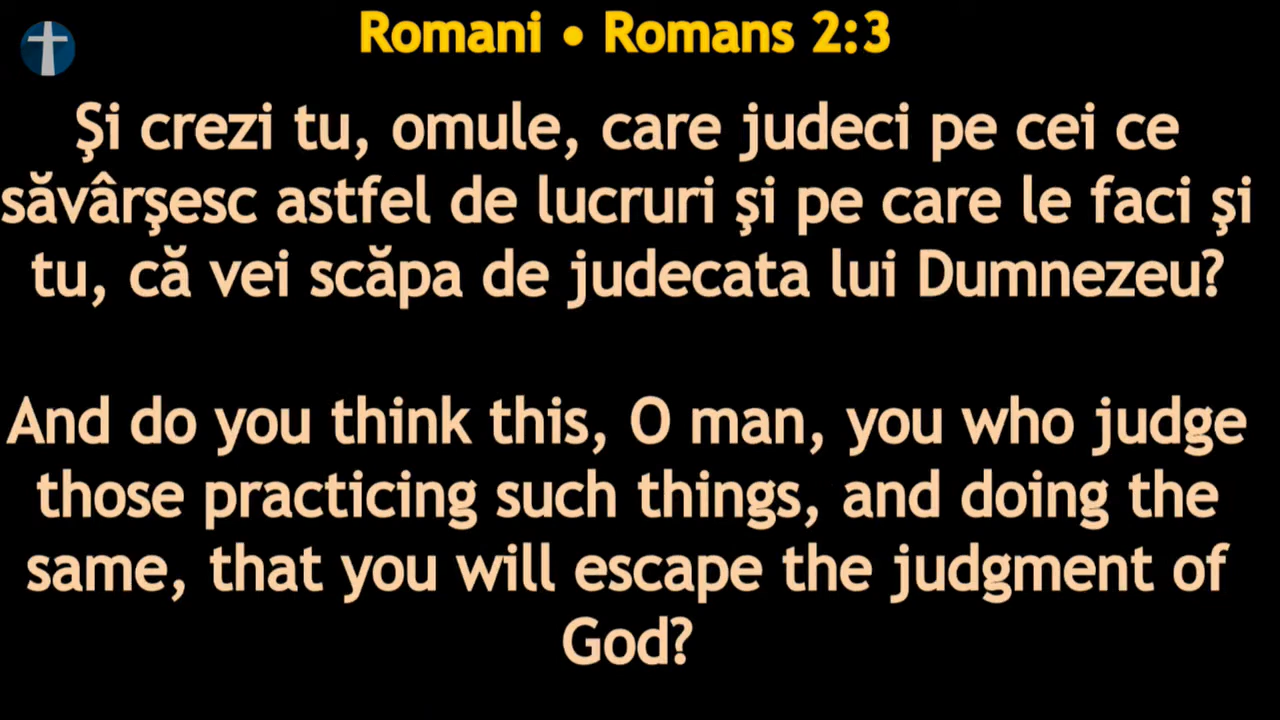 Romani • Romans 2:3
Şi crezi tu, omule, care judeci pe cei ce
săvârşesc astfel de lucruri şi pe care le faci şi
tu, că vei scăpa de judecata lui Dumnezeu?
And do you think this, O man, you who judge
those practicing such things, and doing the
same, that you will escape the judgment of
God?